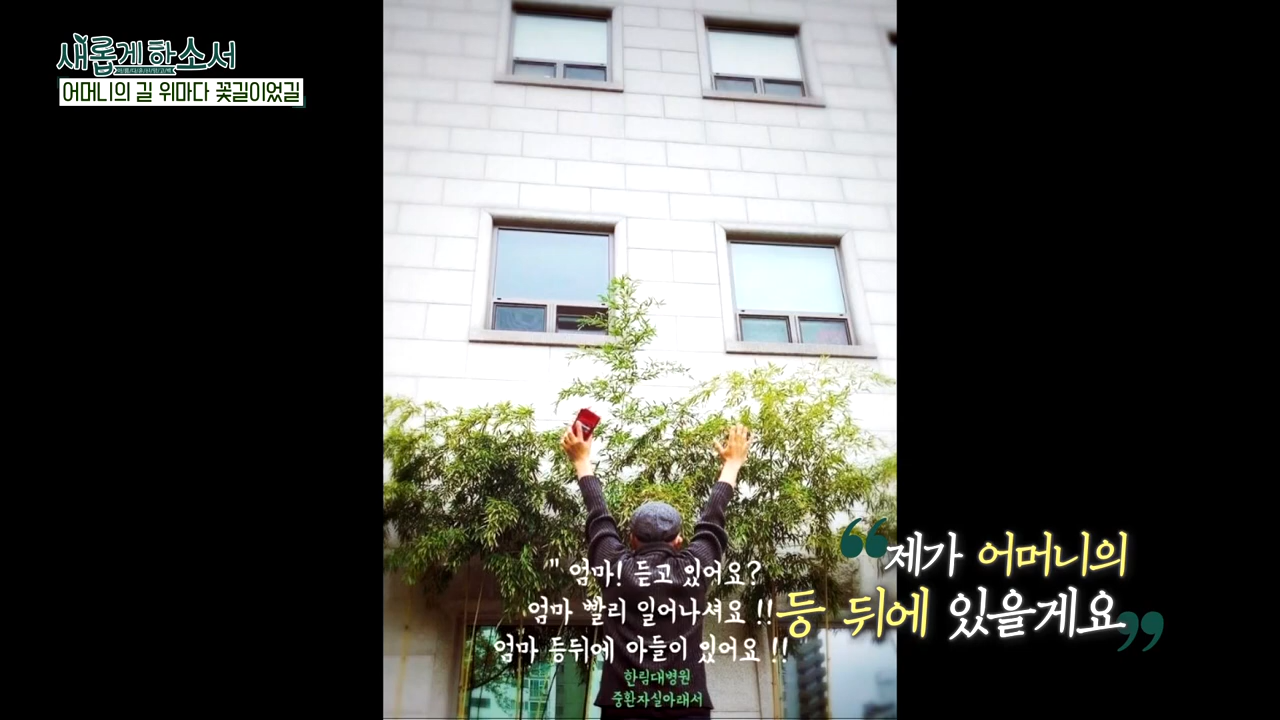 새롭게 하소서
어머니의 길 위마다 꽃길이었길
" 엄마! 듣고 있어요?
엄마 빨리 일어나셔요 !!
엄마 등뒤에 아들이 있어요 !! "
한림대병원
중환자실아래서
“제가 어머니의
등 뒤에 있을게요”